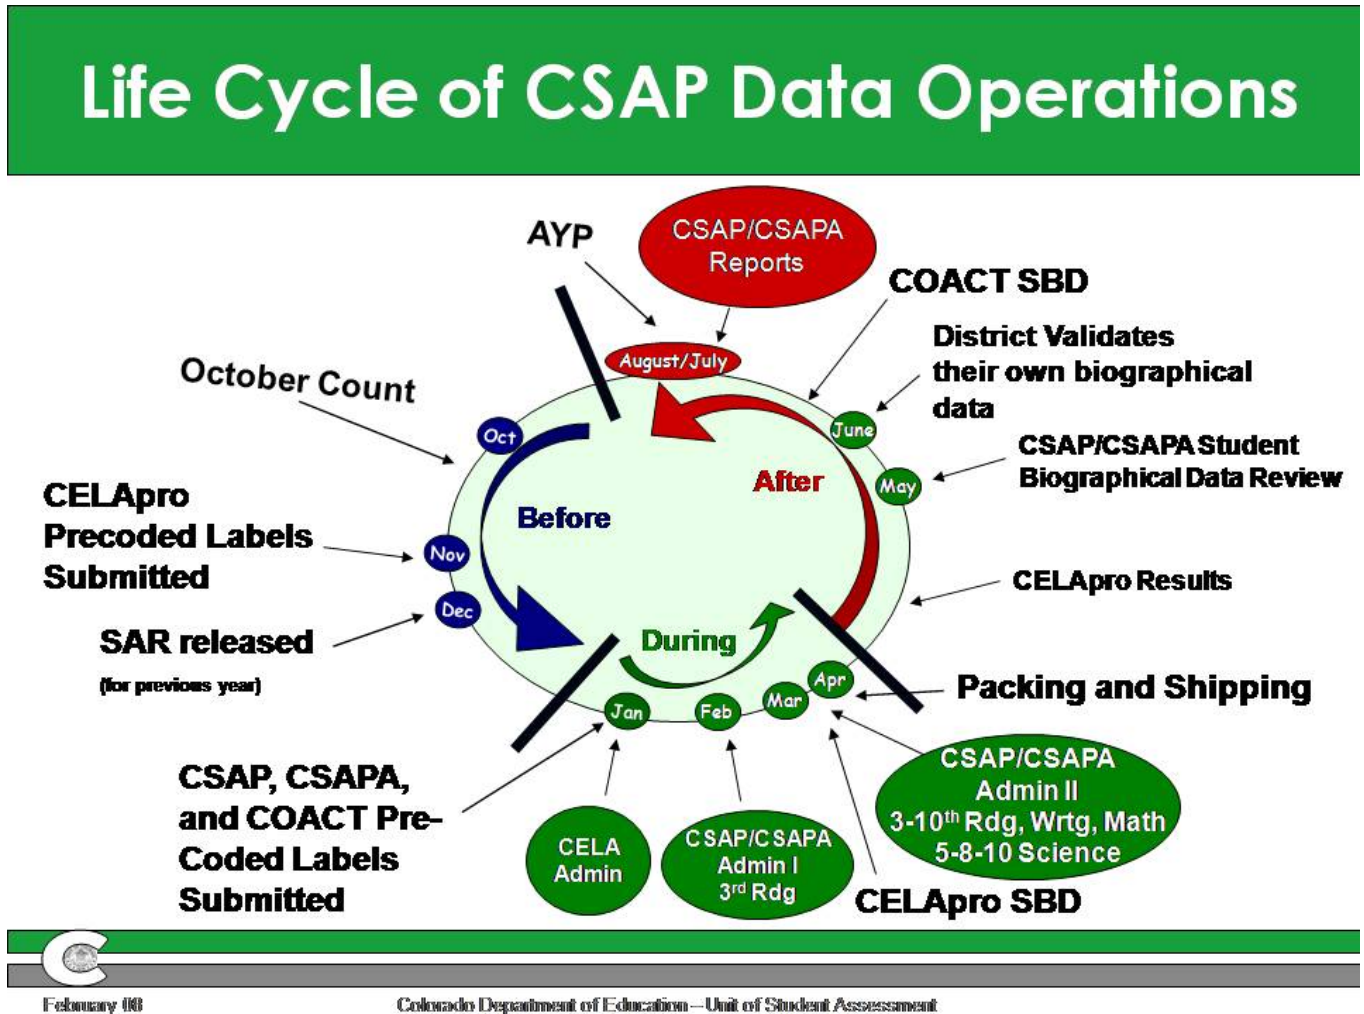 Life Cycle of CSAP Data Operations
AYP
CSAP/CSAPA
Reports
COACT SBD
District Validates
their own biographical
data
August/July
October Count
Oct
June
CSAP/CSAPA Student
Biographical Data Review
After
May
CELApro
Precoded Labels
Submitted
Before
Nov
CELApro Results
Dec
SAR released
(for previous year)
During
Jan
Feb
Mar
Apr
Packing and Shipping
CSAP, CSAPA,
and COACT Pre-
Coded Labels
Submitted
CELA
Admin
CSAP/CSAPA
Admin I
3rd Rdg
CSAP/CSAPA
Admin II
3-10th Rdg, Wrtg, Math
5-8-10 Science
CELApro SBD
C
February 08
Colorado Department of Education – Unit of Student Assessment